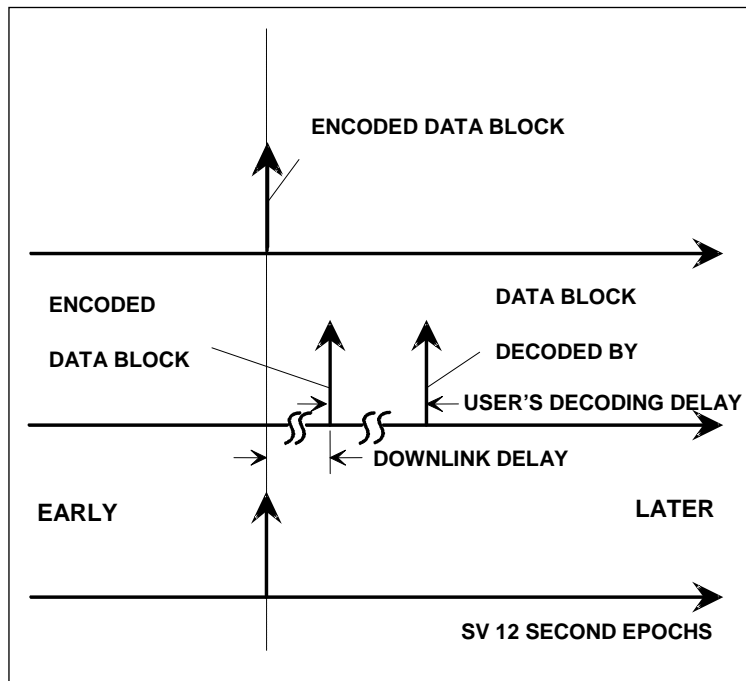 ENCODED DATA BLOCK
ENCODED
DATA BLOCK
DATA BLOCK
DECODED BY
USER'S DECODING DELAY
DOWNLINK DELAY
EARLY
LATER
SV 12 SECOND EPOCHS